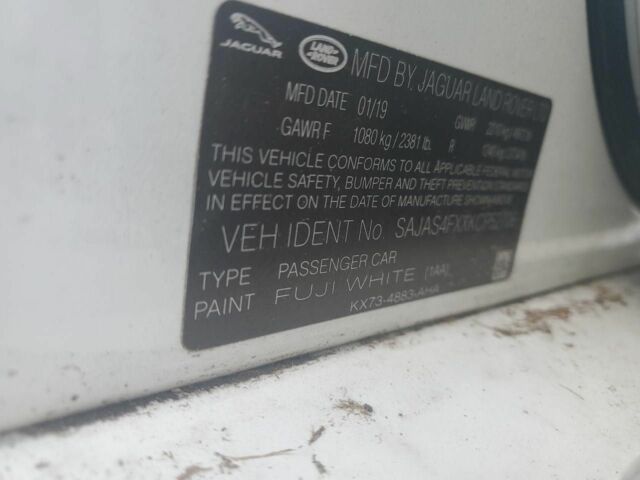 JAGUAR LAND ROVER MFD BY JAGUAR LAND ROVER LTD
MFD DATE 01/19 GWR
GAWR F 1080 kg / 2381 lb. R
THIS VEHICLE CONFORMS TO ALL APPLICABLE FEDERAL MOTOR
VEHICLE SAFETY, BUMPER AND THEFT PREVENTION STANDARDS
IN EFFECT ON THE DATE OF MANUFACTURE SHOWN ABOVE
VEH IDENT No.
TYPE PASSENGER CAR
PAINT FUJI WHITE (1AA)
KX73-4883-AHA